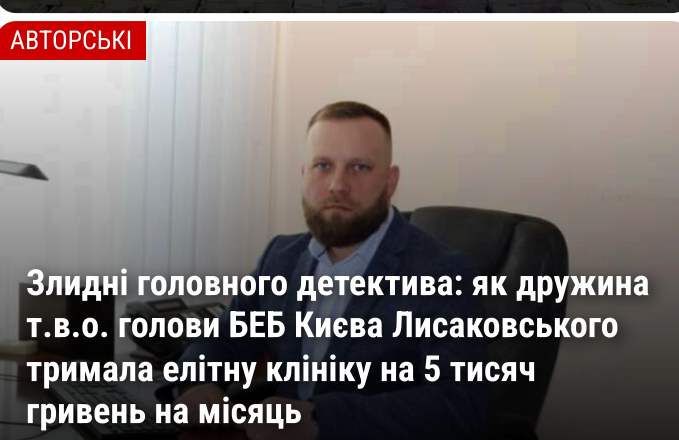 АВТОРСЬКІ
Злидні головного детектива: як дружина
т.в.о. голови БЕБ Києва Лисаковського
тримала елітну клініку на 5 тисяч
гривень на місяць